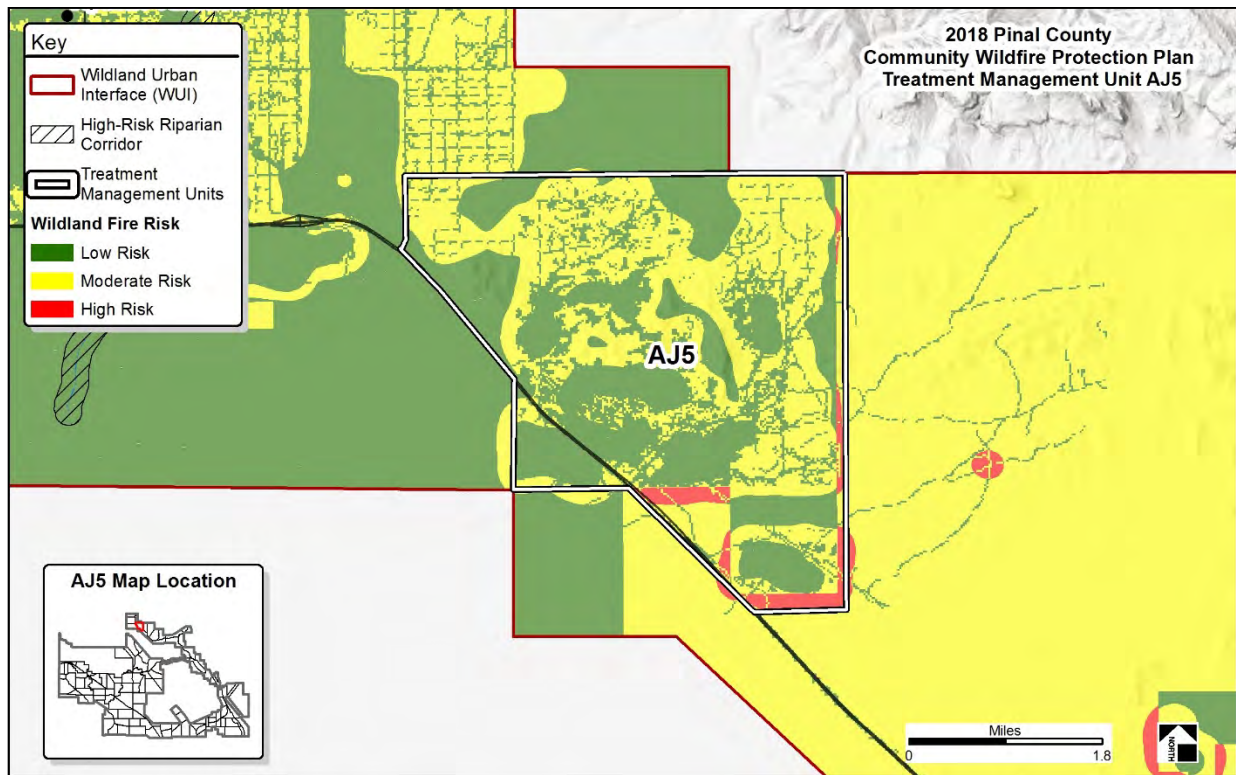 Key
Wildland Urban
Interface (WUI)
High-Risk Riparian
Corridor
Treatment
Management Units
Wildland Fire Risk
Low Risk
Moderate Risk
High Risk
2018 Pinal County
Community Wildfire Protection Plan
Treatment Management Unit AJ5
AJ5
AJ5 Map Location
Miles
0
1.8
NORTH